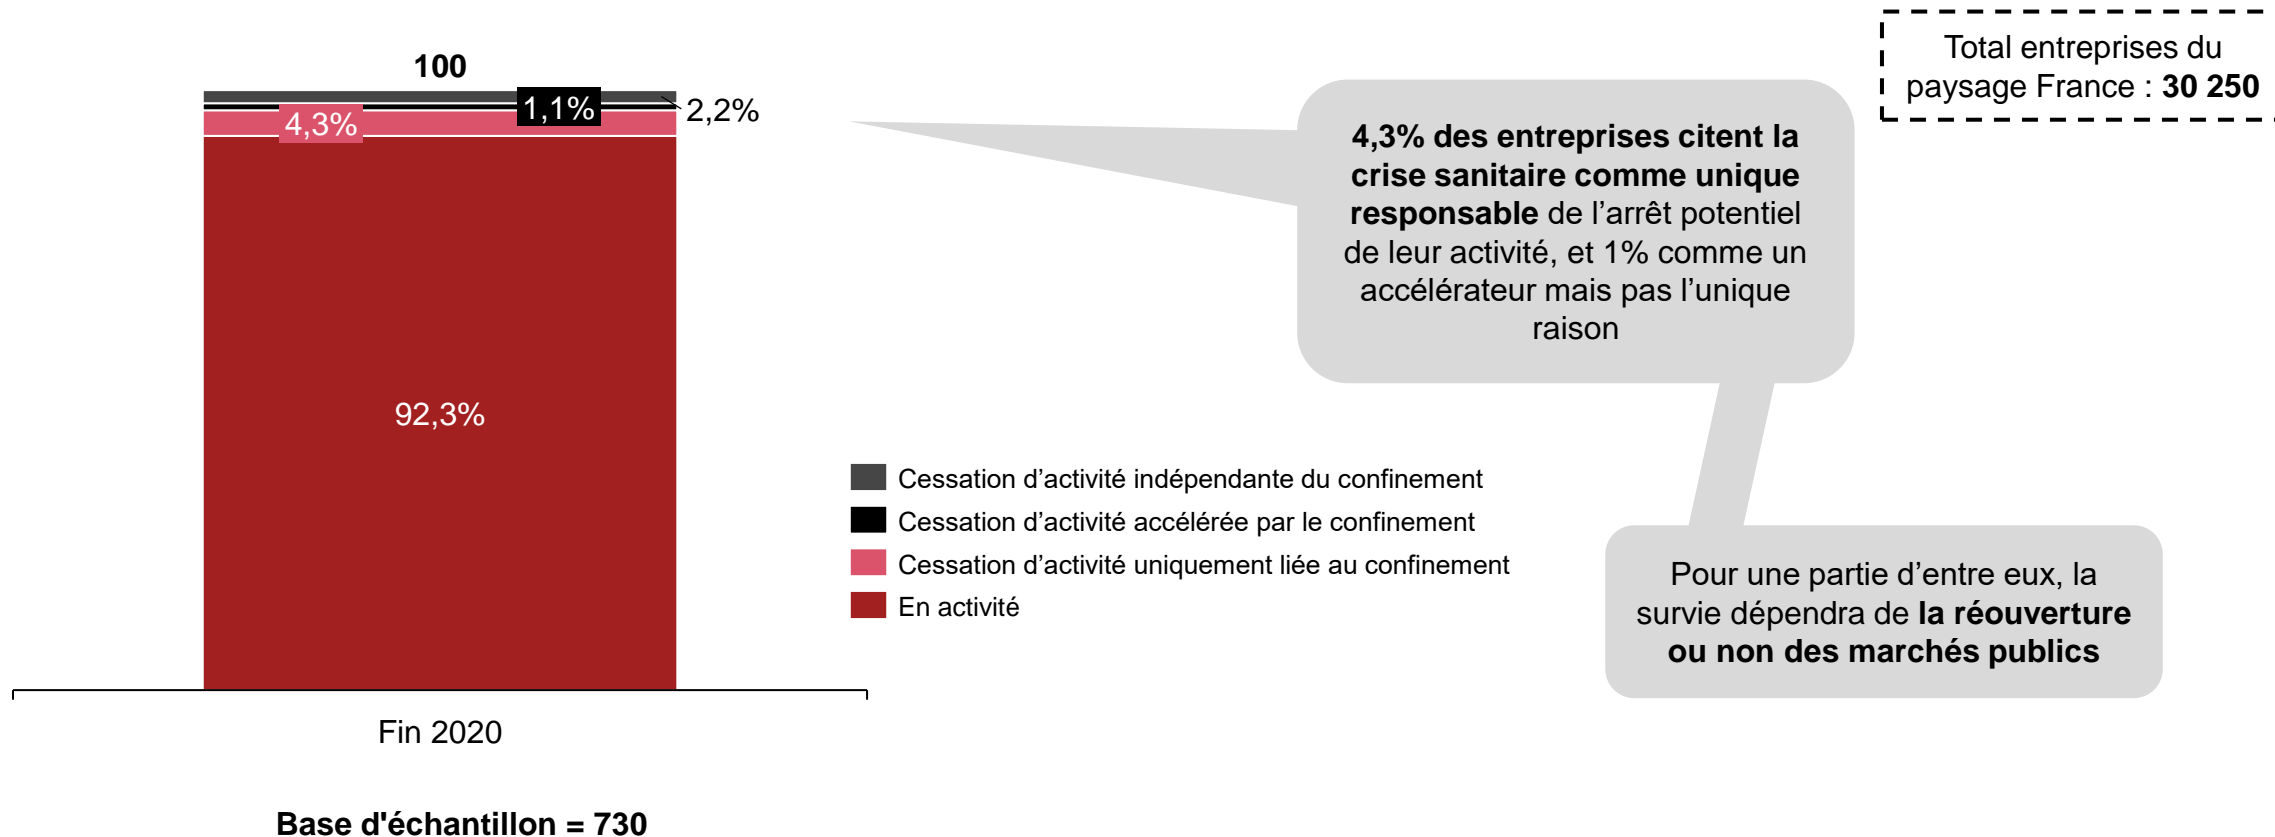 100
1,1%
2,2%
4,3%
92,3%
Fin 2020
Base d'échantillon = 730
Cessation d’activité indépendante du confinement
Cessation d’activité accélérée par le confinement
Cessation d’activité uniquement liée au confinement
En activité
Total entreprises du
paysage France : 30 250
4,3% des entreprises citent la
crise sanitaire comme unique
responsable de l’arrêt potentiel
de leur activité, et 1% comme un
accélérateur mais pas l’unique
raison
Pour une partie d’entre eux, la
survie dépendra de la réouverture
ou non des marchés publics